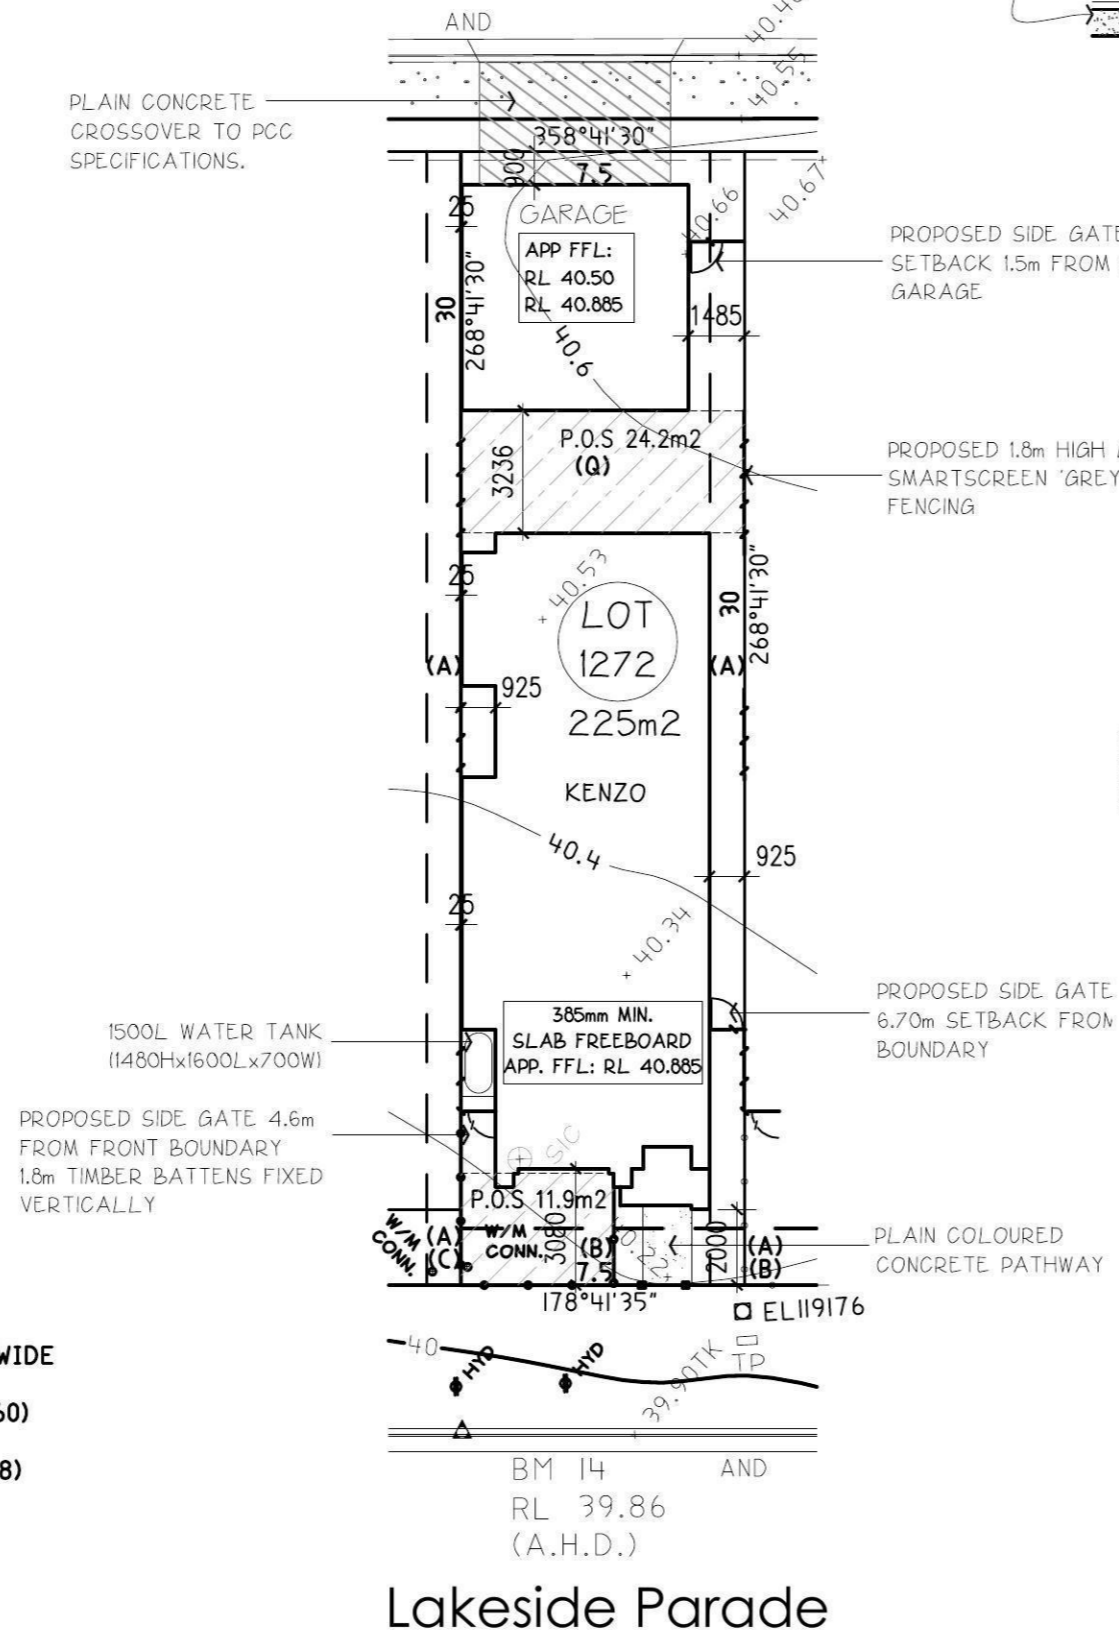 AND
40.55
PLAIN CONCRETE
CROSSOVER TO PCC
SPECIFICATIONS.
358°41'30"
900
7.5
40.67
40.66
25
GARAGE
APP FFL:
RL 40.50
RL 40.885
PROPOSED SIDE GATE
SETBACK 1.5m FROM
GARAGE
30
268°41'30"
1485
40.6
P.O.S 24.2m2
(Q)
3236
PROPOSED 1.8m HIGH
SMARTSCREEN 'GREY
FENCING
40.53
25
LOT
1272
225m2
30
268°41'30"
(A)
(A)
925
KENZO
40.4
925
25
40.34
385mm MIN.
SLAB FREEBOARD
APP. FFL: RL 40.885
PROPOSED SIDE GATE
6.70m SETBACK FROM
BOUNDARY
1500L WATER TANK
(1480Hx1600Lx700W)
PROPOSED SIDE GATE 4.6m
FROM FRONT BOUNDARY
1.8m TIMBER BATTENS FIXED
VERTICALLY
SIC
P.O.S 11.9m2
W/M
CONN.
(A)
(C)
W/M
CONN.
3080
(B)
7.5
2000
(A)
(B)
PLAIN COLOURED
CONCRETE PATHWAY
178°41'35"
EL119176
TP
WIDE
60)
8)
40
HYD
HYD
39.90TK
BM 14
AND
RL 39.86
(A.H.D.)
Lakeside Parade